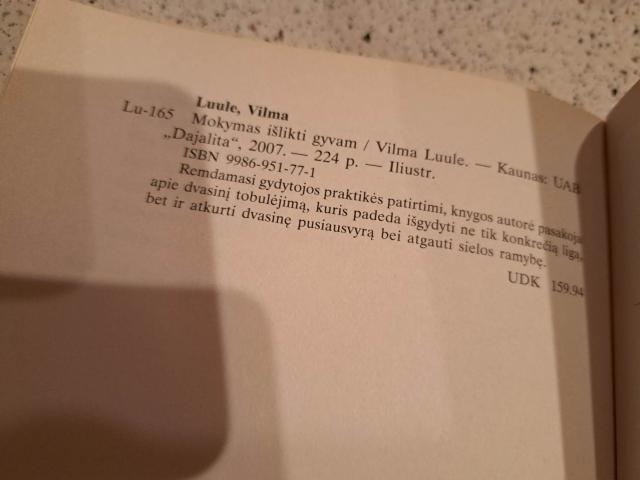 Luule, Vilma
Lu-165 Mokymas išlikti gyvam / Vilma Luule. — Kaunas: UAB
„Dajalita“, 2007. — 224 p. — Iliustr.
ISBN 9986-951-77-1
Remdamasi gydytojos praktikės patirtimi, knygos autorė pasakoja
apie dvasinį tobulėjimą, kuris padeda išgydyti ne tik konkrečią ligą,
bet ir atkurti dvasinę pusiausvyrą bei atgauti sielos ramybę.
UDK 159.94